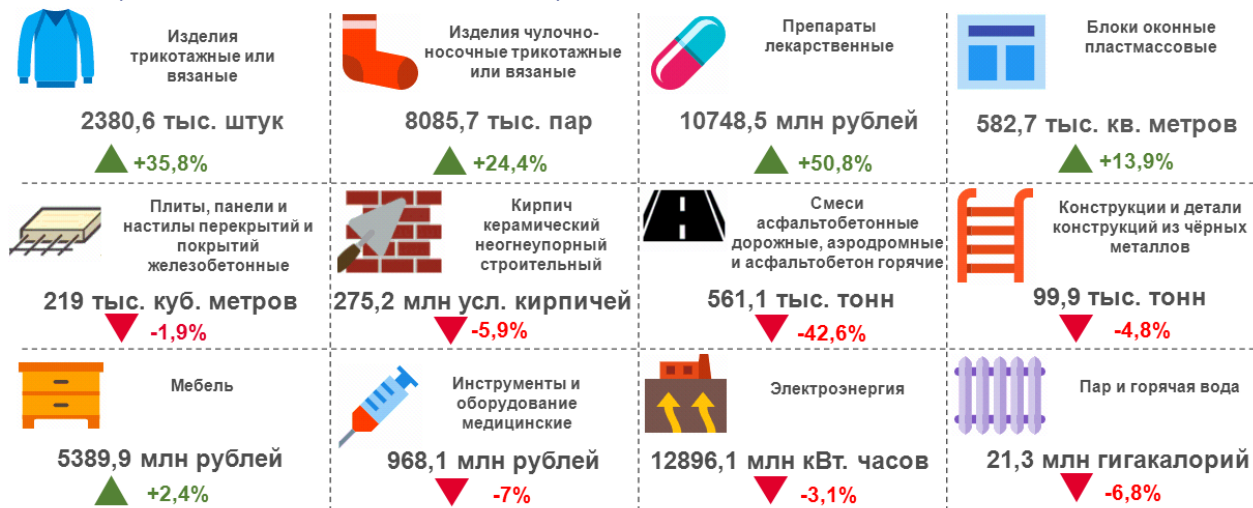 Изделия
трикотажные или
вязаные
2380,6 тыс. штук
+35,8%
Изделия чулочно-
носочные трикотажные
или вязаные
8085,7 тыс. пар
+24,4%
Препараты
лекарственные
10748,5 млн рублей
+50,8%
Блоки оконные
пластмассовые
582,7 тыс. кв. метров
+13,9%
Плиты, панели и
настилы перекрытий и
покрытий
железобетонные
219 тыс. куб. метров
-1,9%
Кирпич
керамический
неогнеупорный
строительный
275,2 млн усл. кирпичей
-5,9%
Смеси
асфальтобетонные
дорожные, аэродромные
и асфальтобетон горячие
561,1 тыс. тонн
-42,6%
Конструкции и детали
конструкций из чёрных
металлов
99,9 тыс. тонн
-4,8%
Мебель
5389,9 млн рублей
+2,4%
Инструменты и
оборудование
медицинские
968,1 млн рублей
-7%
Электроэнергия
12896,1 млн кВт. часов
-3,1%
Пар и горячая вода
21,3 млн гигакалорий
-6,8%